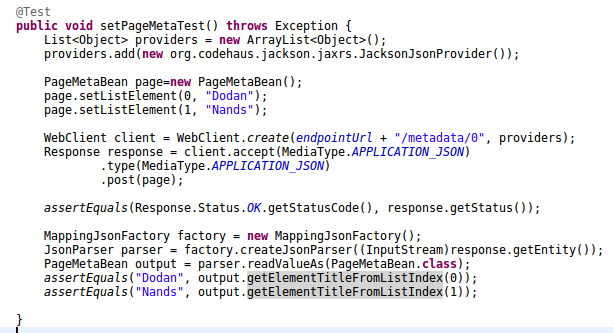 @Test
public void setPageMetaTest() throws Exception {
List<Object> providers = new ArrayList<Object>();
providers.add(new org.codehaus.jackson.jaxrs.JacksonJsonProvider());
PageMetaBean page=new PageMetaBean();
page.setListElement(0, "Dodan");
page.setListElement(1, "Nands");
WebClient client = WebClient.create(endpointUrl + "/metadata/0", providers);
Response response = client.accept(MediaType.APPLICATION_JSON)
.type(MediaType.APPLICATION_JSON)
.post(page);
assertEquals(Response.Status.OK.getStatusCode(), response.getStatus());
MappingJsonFactory factory = new MappingJsonFactory();
JsonParser parser = factory.createJsonParser((InputStream)response.getEntity());
PageMetaBean output = parser.readValueAs(PageMetaBean.class);
assertEquals("Dodan", output.getElementTitleFromListIndex(0));
assertEquals("Nands", output.getElementTitleFromListIndex(1));
}